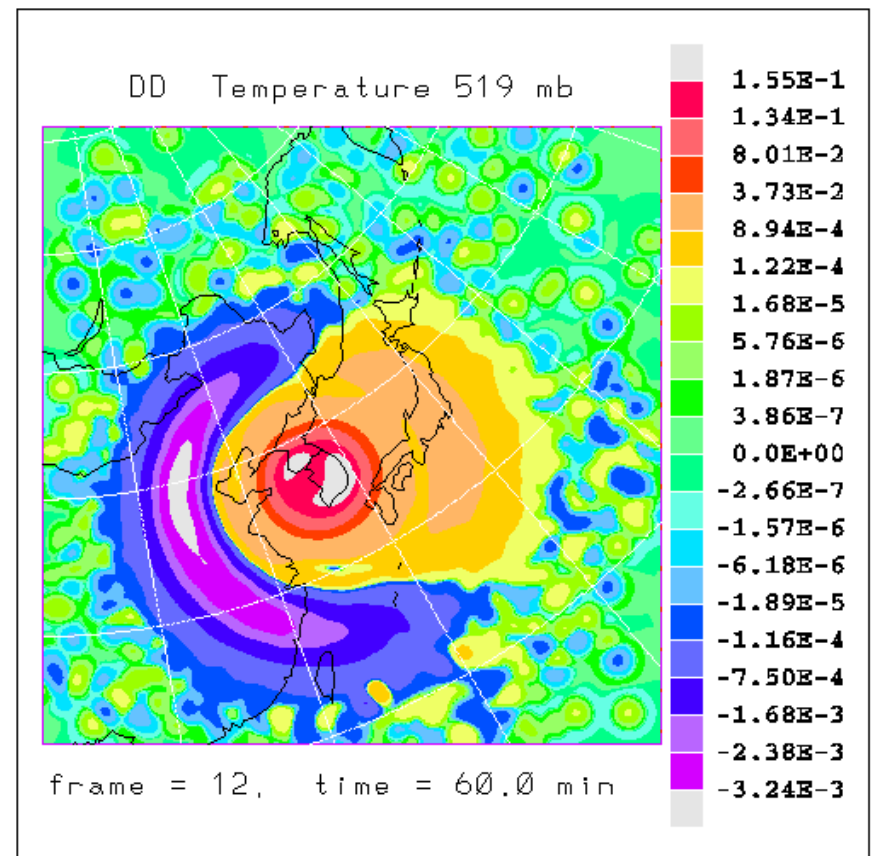 DD Temperature 519 mb
1.55E-1
1.34E-1
8.01E-2
3.73E-2
8.94E-4
1.22E-4
1.68E-5
5.76E-6
1.87E-6
3.86E-7
0.0E+00
-2.66E-7
-1.57E-6
-6.18E-6
-1.89E-5
-1.16E-4
-7.50E-4
-1.68E-3
-2.38E-3
-3.24E-3
frame = 12, time = 60.0 min